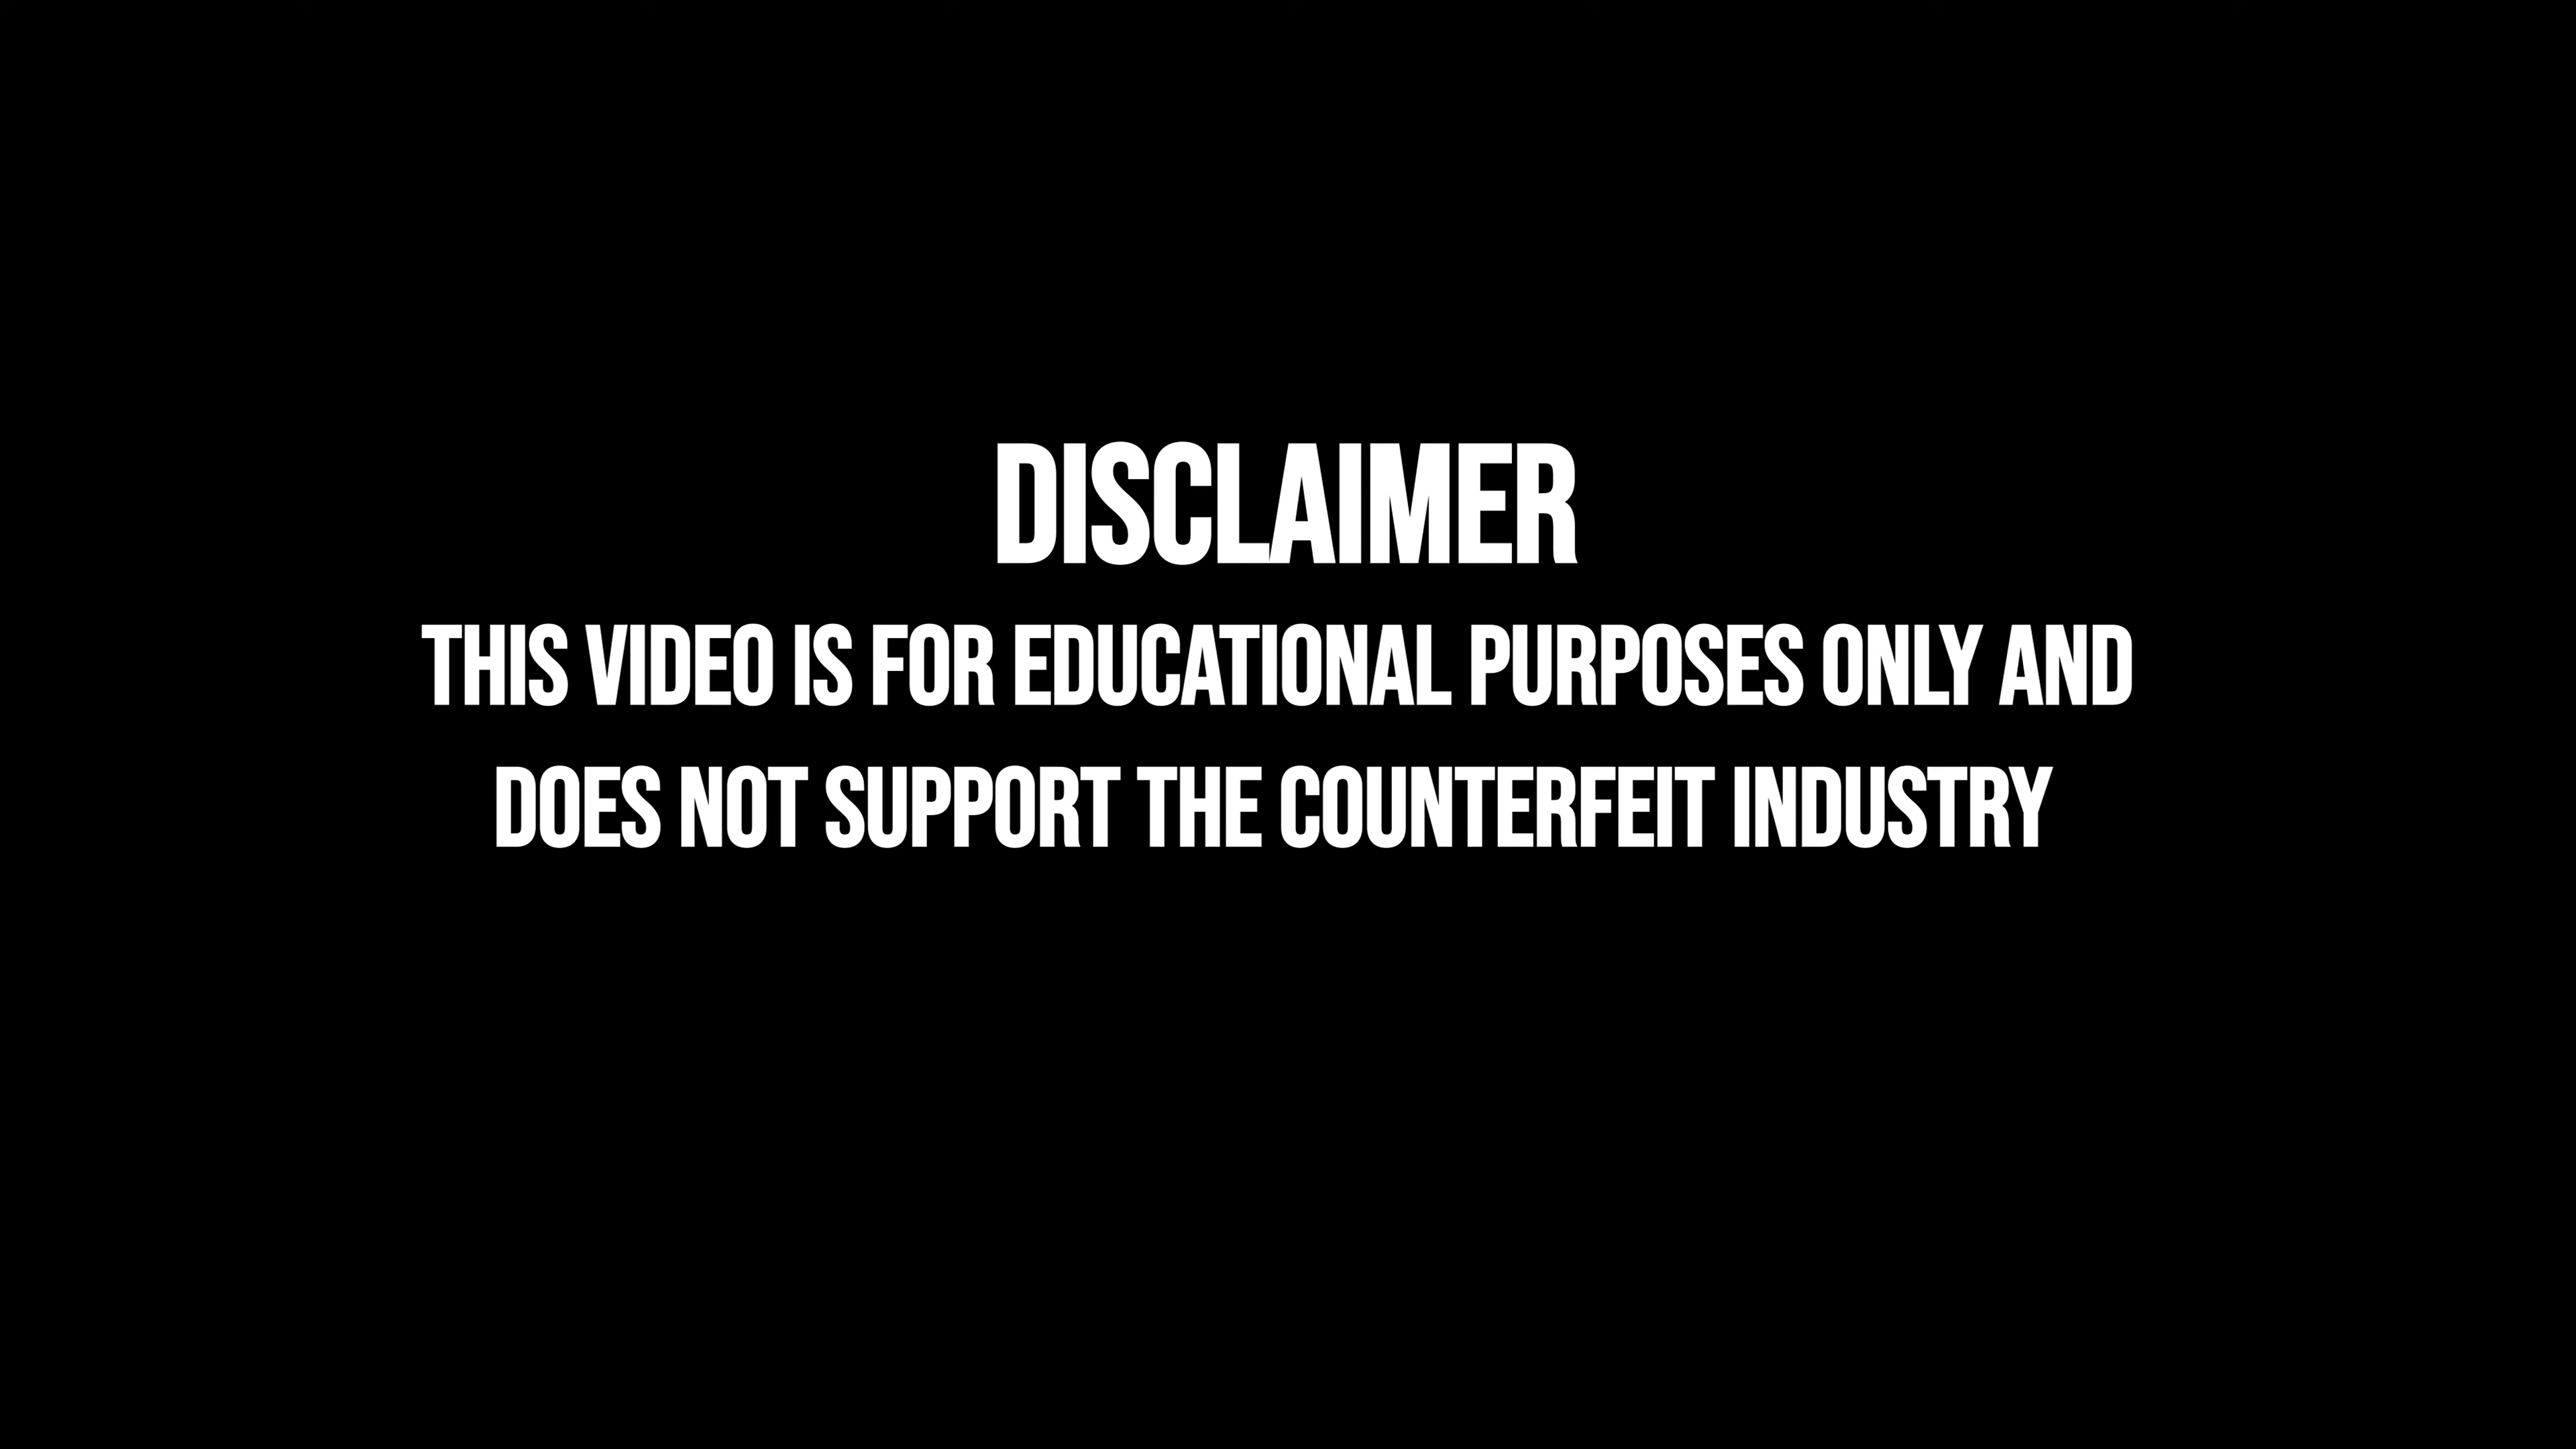 DISCLAIMER
THIS VIDEO IS FOR EDUCATIONAL PURPOSES ONLY AND
DOES NOT SUPPORT THE COUNTERFEIT INDUSTRY